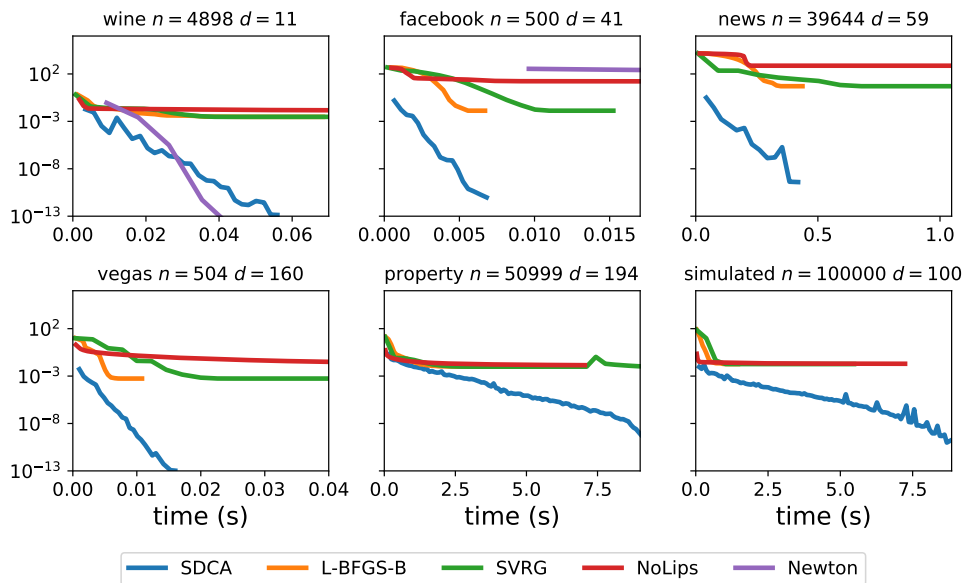 wine n = 4898 d = 11
facebook n = 500 d = 41
news n = 39644 d = 59
10^2
10^−3
10^−8
10^−13
0.00 0.02 0.04 0.06
0.000 0.005 0.010 0.015
0.0 0.5 1.0
vegas n = 504 d = 160
property n = 50999 d = 194
simulated n = 100000 d = 100
10^2
10^−3
10^−8
10^−13
0.00 0.01 0.02 0.03 0.04
0.0 2.5 5.0 7.5
0.0 2.5 5.0 7.5
time (s)
time (s)
time (s)
SDCA L-BFGS-B SVRG NoLips Newton